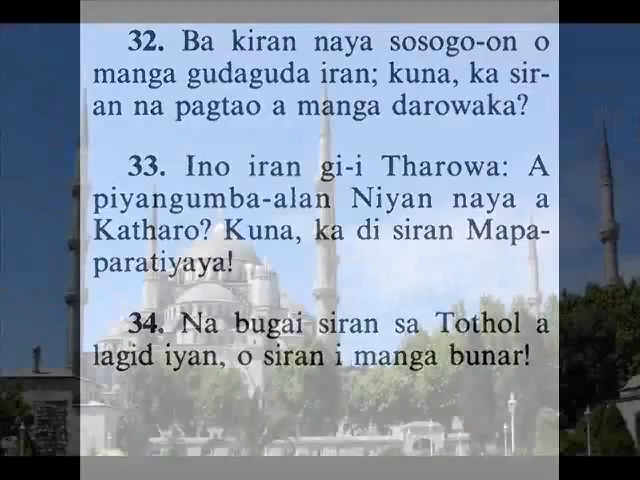 32. Ba kiran naya sosogo-on o
manga gudaguda iran; kuna, ka sir-
an na pagtao a manga darowaka?
33. Ino iran gi-i Tharowa: A
piyangumba-alan Niyan naya a
Katharo? Kuna, ka di siran Mapa-
paratiyaya!
34. Na bugai siran sa Tothol a
lagid iyan, o siran i manga bunar!